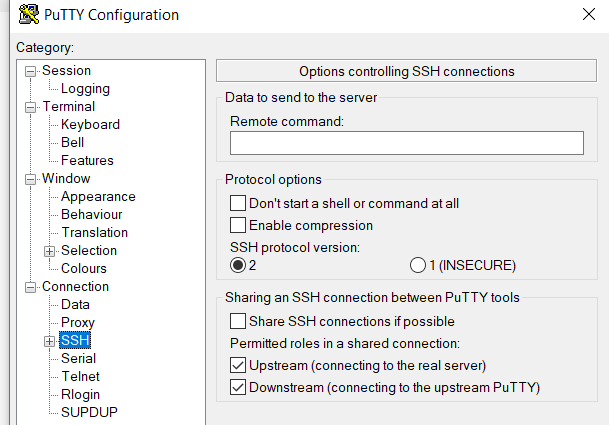 PuTTY Configuration
Category:
Session
Logging
Terminal
Keyboard
Bell
Features
Window
Appearance
Behaviour
Translation
Selection
Colours
Connection
Data
Proxy
SSH
Serial
Telnet
Rlogin
SUPDUP
Options controlling SSH connections
Data to send to the server
Remote command:
Protocol options
Don't start a shell or command at all
Enable compression
SSH protocol version:
2 1 (INSECURE)
Sharing an SSH connection between PuTTY tools
Share SSH connections if possible
Permitted roles in a shared connection:
Upstream (connecting to the real server)
Downstream (connecting to the upstream PuTTY)